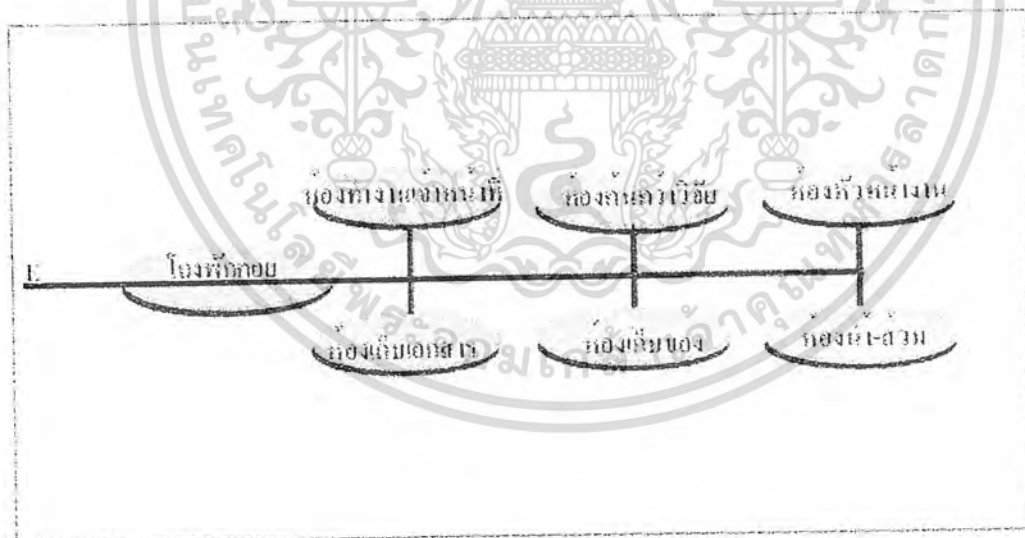 ห้องทำงานเจ้าหน้าที่ ห้องค้นคว้าวิจัย ห้องหัวหน้างาน
E โถงพักคอย
ห้องเก็บเอกสาร ห้องเก็บของ ห้องน้ำ-ส้วม